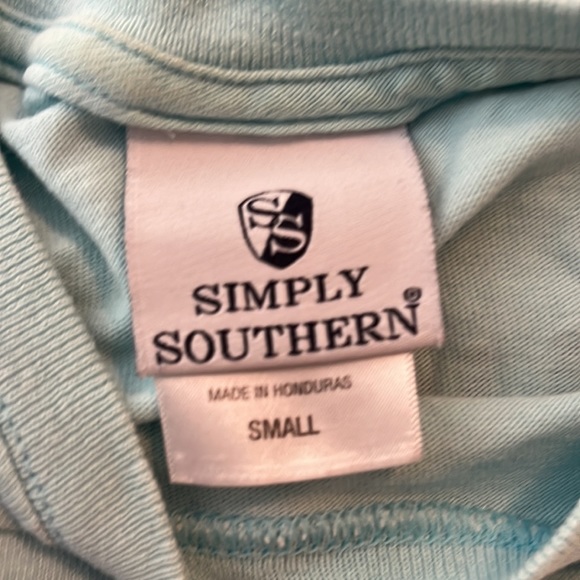 SS
SIMPLY
SOUTHERN®
MADE IN HONDURAS
SMALL